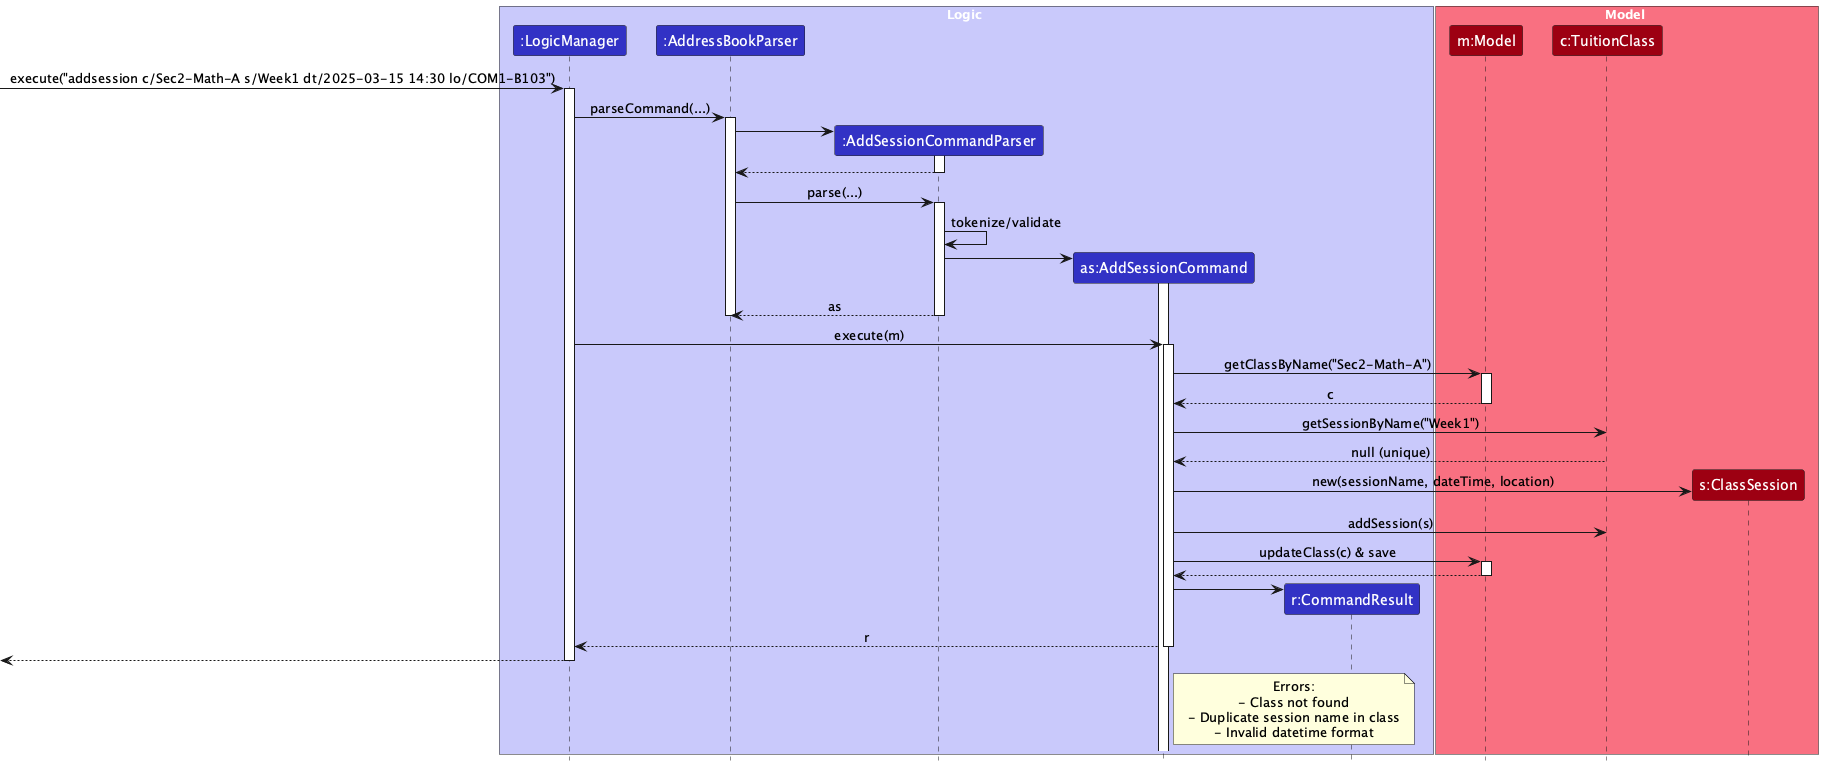 Logic
Model
:LogicManager
:AddressBookParser
m:Model
c:TuitionClass
execute("addsession c/Sec2-Math-A s/Week1 dt/2025-03-15 14:30 lo/COM1-B103")
parseCommand(...)
:AddSessionCommandParser
parse(...)
tokenize/validate
as:AddSessionCommand
as
execute(m)
getClassByName("Sec2-Math-A")
c
getSessionByName("Week1")
null (unique)
new(sessionName, dateTime, location)
s:ClassSession
addSession(s)
updateClass(c) & save
r:CommandResult
r
Errors:
- Class not found
- Duplicate session name in class
- Invalid datetime format